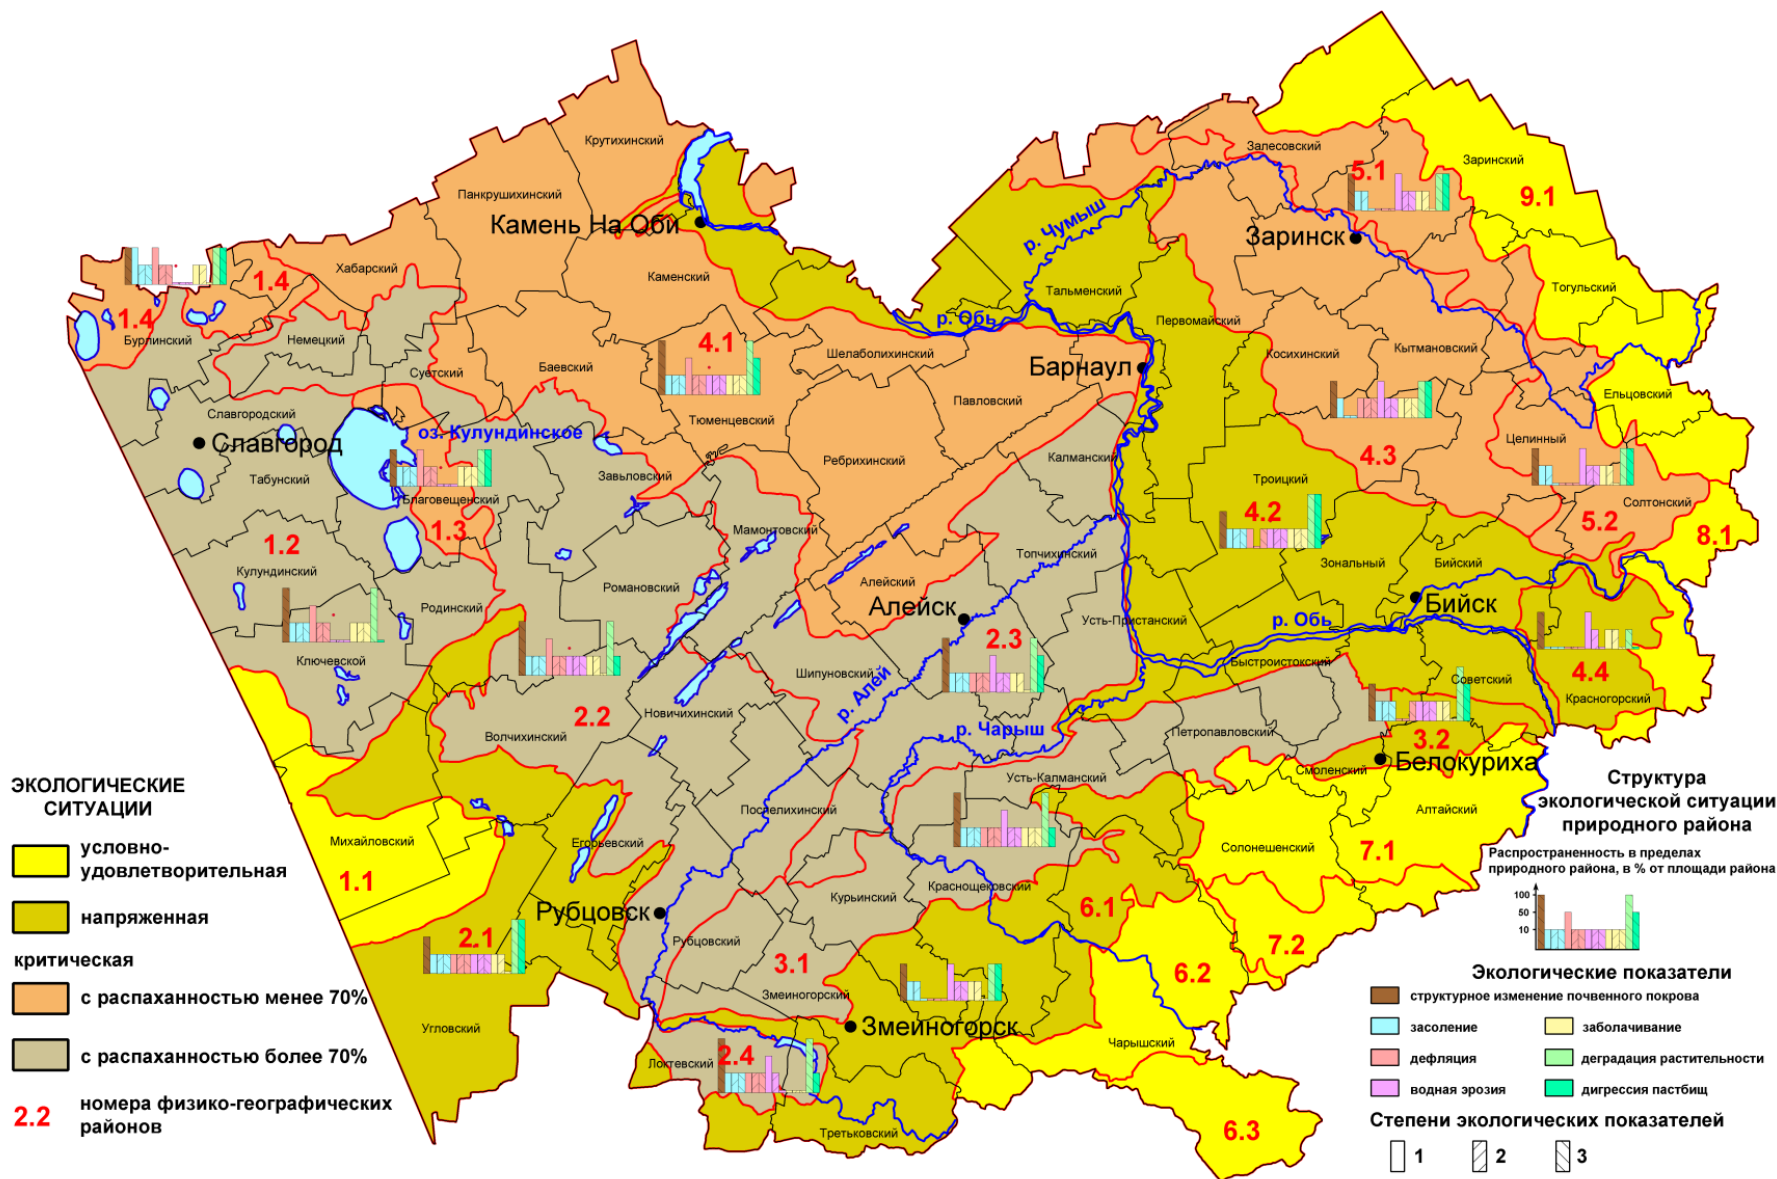 Крутихинский
Панкрушихинский
Камень На Оби
Хабарский
Каменский
1.4
1.4
Бурлинский
Немецкий
Суетский
Баевский
4.1
Шелаболихинский
Тюменцевский
Павловский
Ребрихинский
Славгородский
Славгород
оз. Кулундинское
Табунский
Благовещенский
Завьловский
Мамонтовский
1.3
1.2
Кулундинский
Родинский
Романовский
Ключевской
Алейский
Алейск
Топчихинский
Калманский
2.3
Шипуновский
р. Алей
2.2
Новичихинский
Волчихинский
р. Чарыш
Усть-Пристанский
Залесовский
5.1
Заринский
9.1
р. Чумыш
Заринск
Тальменский
р. Обь
Первомайский
Барнаул
Тогульский
Косихинский
Кытмановский
Ельцовский
Целинный
4.3
Троицкий
4.2
Солтонский
5.2
8.1
Зональный
Бийский
Бийск
р. Обь
Быстроистокский
Советский
4.4
Красногорский
Петропавловский
3.2
Смоленский
Белокуриха
Усть-Калманский
Алтайский
Поспелихинский
Солонешенский
7.1
Михайловский
1.1
Егорьевский
Краснощековский
Курьинский
6.1
Рубцовск
2.1
Рубцовский
3.1
7.2
6.2
Змеиногорский
Змеиногорск
Угловский
Локтевский
2.4
Чарышский
Третьковский
6.3
ЭКОЛОГИЧЕСКИЕ
СИТУАЦИИ
условно-
удовлетворительная
напряженная
критическая
с распаханностью менее 70%
с распаханностью более 70%
2.2
номера физико-географических
районов
Структура
экологической ситуации
природного района
Распространенность в пределах
природного района, в % от площади района
100
50
10
Экологические показатели
структурное изменение почвенного покрова
засоление
заболачивание
дефляция
деградация растительности
водная эрозия
дигрессия пастбищ
Степени экологических показателей
1
2
3